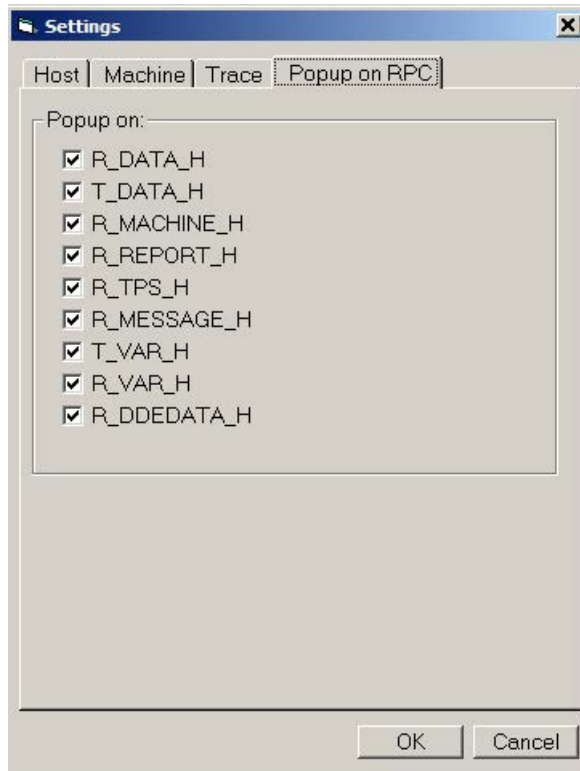 Settings
Host Machine Trace Popup on RPC
Popup on:
R_DATA_H
T_DATA_H
R_MACHINE_H
R_REPORT_H
R_TPS_H
R_MESSAGE_H
T_VAR_H
R_VAR_H
R_DDEDATA_H
OK Cancel